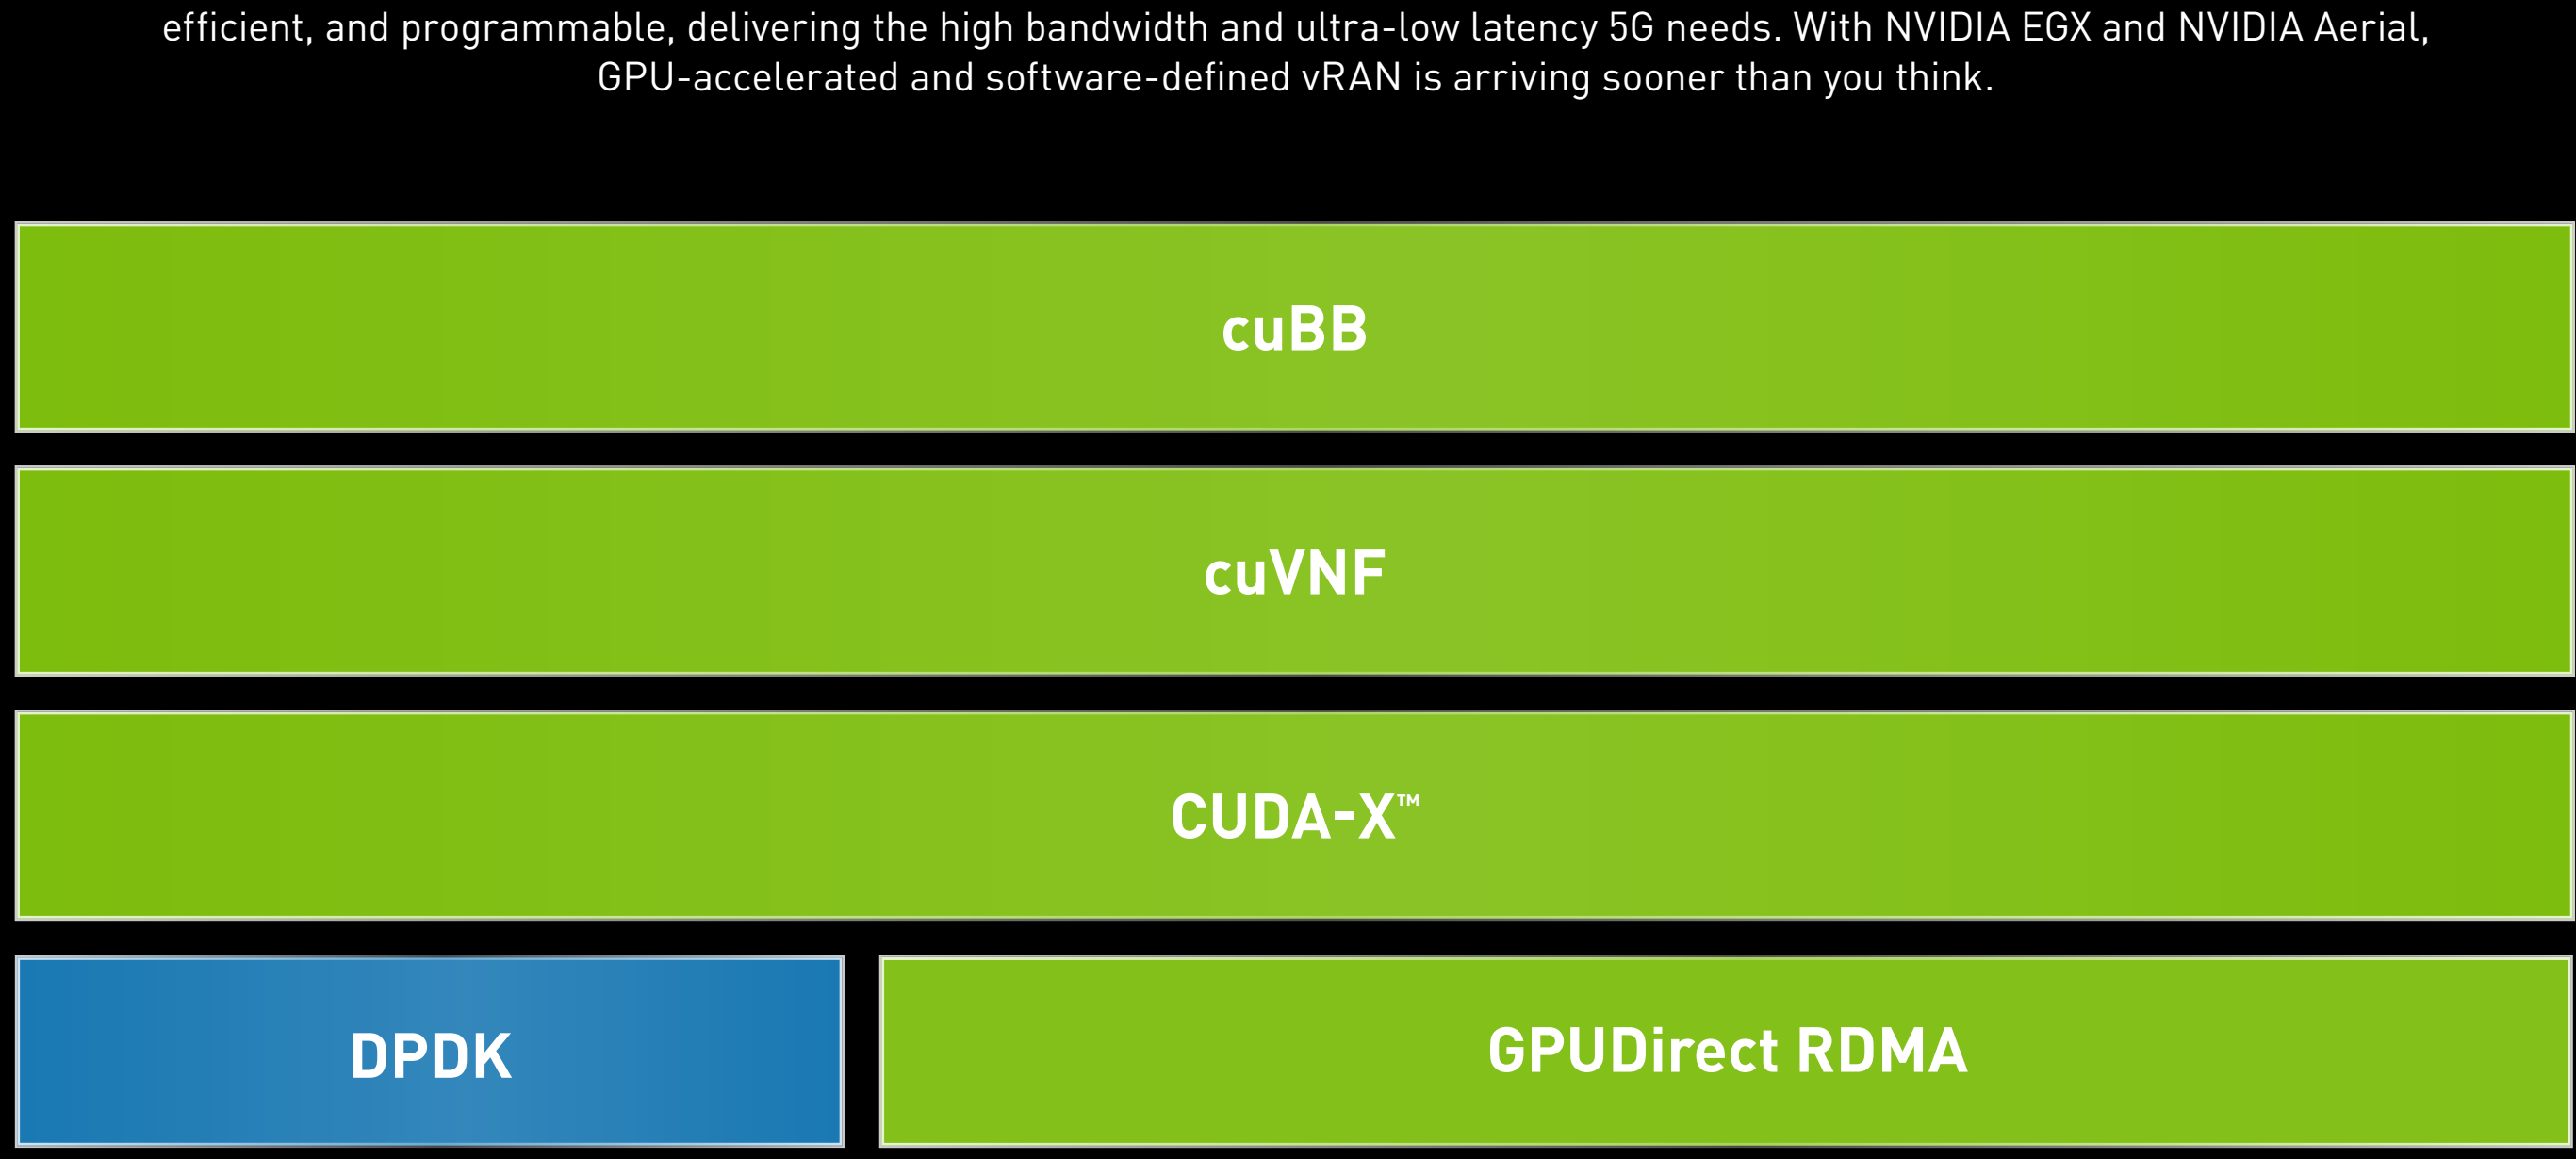 efficient, and programmable, delivering the high bandwidth and ultra-low latency 5G needs. With NVIDIA EGX and NVIDIA Aerial,
GPU-accelerated and software-defined vRAN is arriving sooner than you think.
cuBB
cuVNF
CUDA-X™
DPDK
GPUDirect RDMA